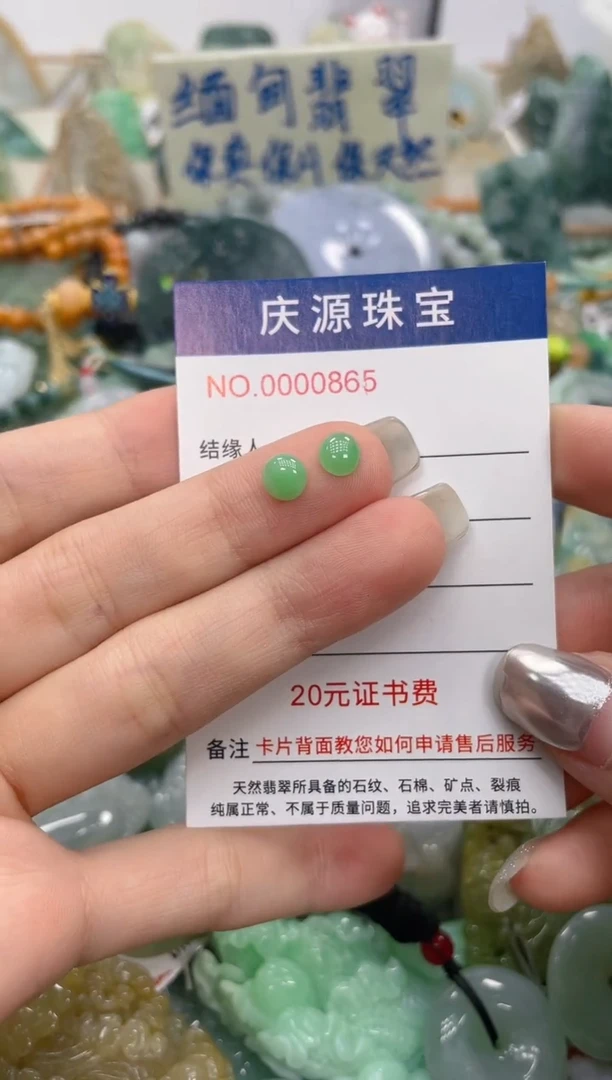 缅甸翡翠
庆源珠宝
NO.0000865
结缘人
20元证书费
备注 卡片背面教您如何申请售后服务
天然翡翠所具备的石纹、石棉、矿点、裂痕
纯属正常、不属于质量问题，追求完美者请慎拍。